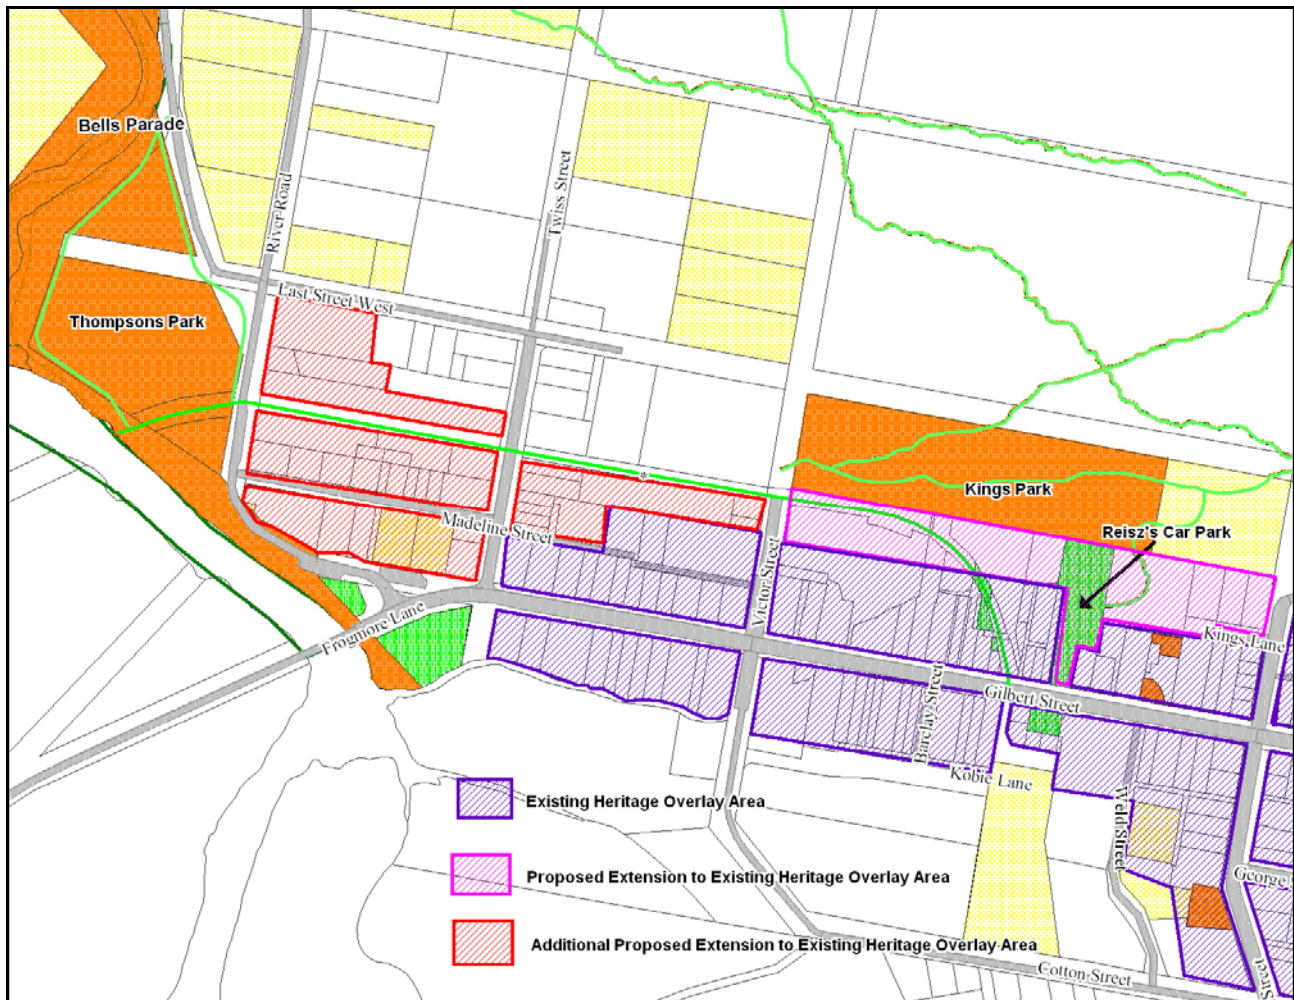 Bells Parade
Twiss Street
River Road
Last Street West
Thompsons Park
Kings Park
Reisz's Car Park
Madeline Street
Victor Street
Frogmore Lane
Kings Lane
Barclay Street
Gilbert Street
Kobie Lane
Existing Heritage Overlay Area
Weld Street
Proposed Extension to Existing Heritage Overlay Area
George
Additional Proposed Extension to Existing Heritage Overlay Area
Cotton Street
Street